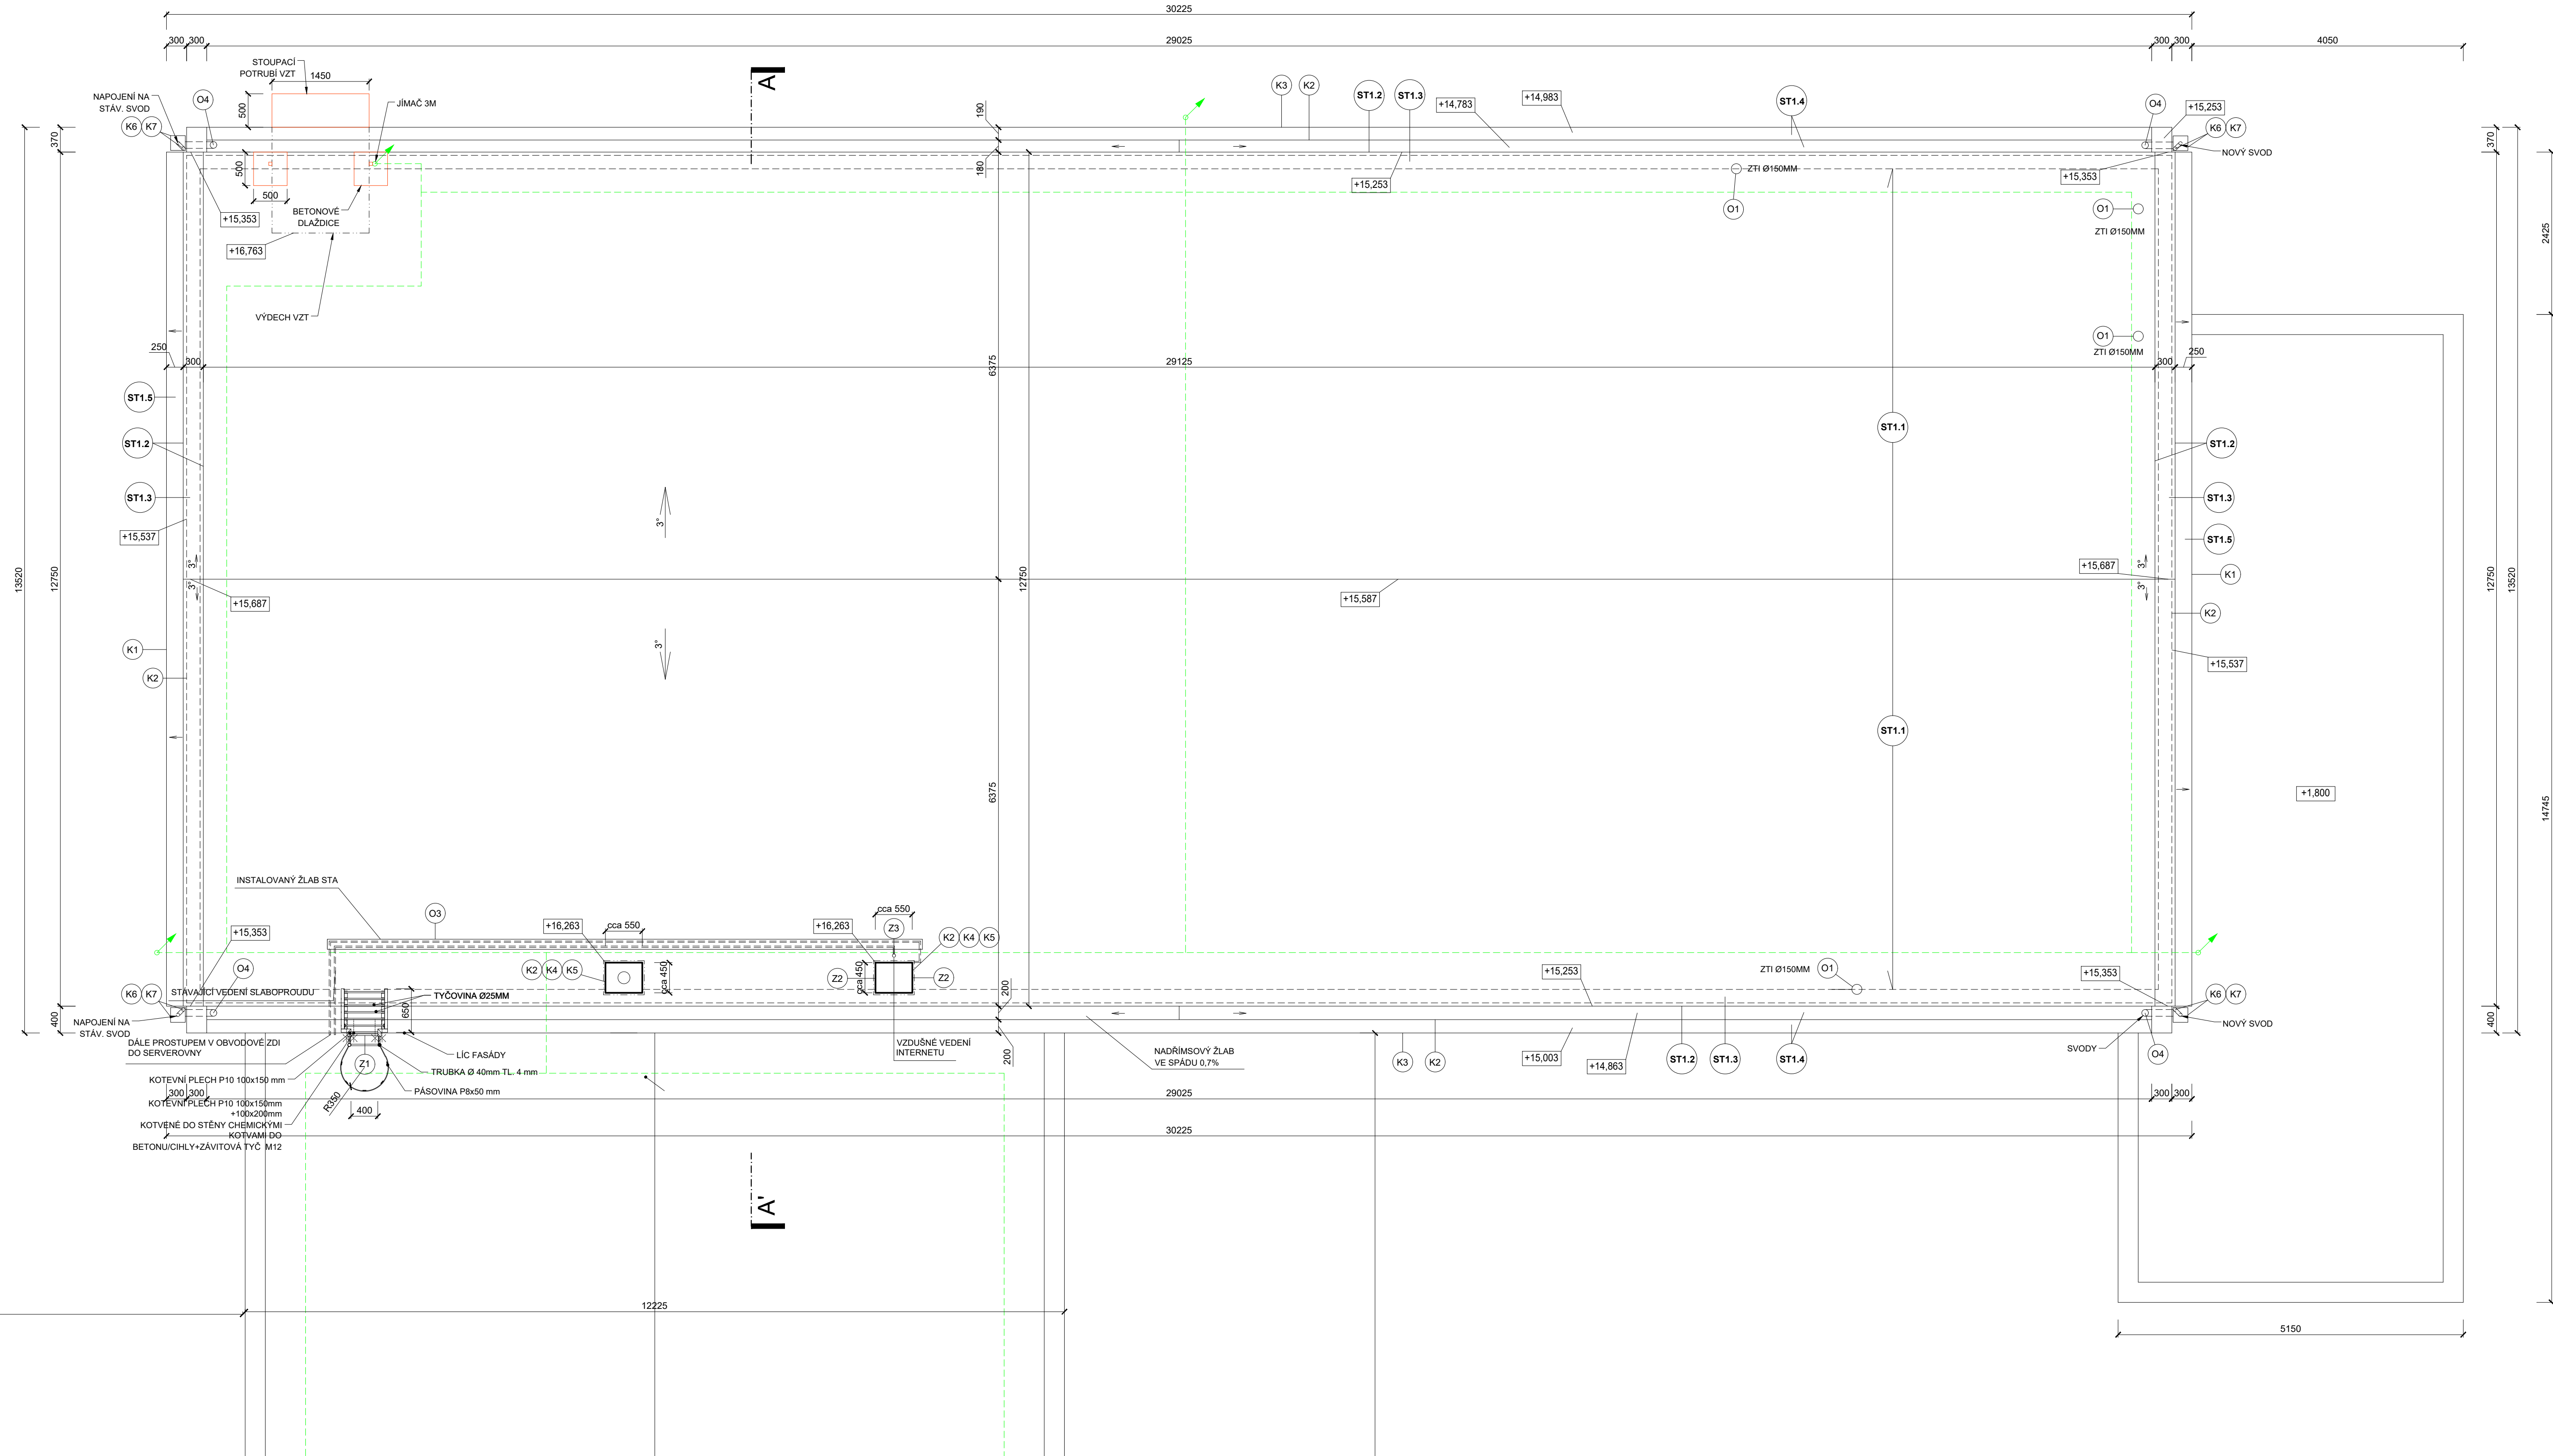 30225
300
300
29025
300
300
4050
STOUPACÍ
POTRUBÍ VZT
1450
NAPOJENÍ NA
STÁV. SVOD
O4
500
JÍMAČ 3M
A
190
K3
K2
ST1.2
ST1.3
+14,783
+14,983
ST1.4
O4
+15,253
K6
K7
K6
K7
370
370
NOVÝ SVOD
500
500
180
+15,253
ZTI Ø150MM
O1
+15,353
BETONOVÉ
DLAŽDICE
+15,353
+16,763
O1
ZTI Ø150MM
2425
VÝDECH VZT
O1
ZTI Ø150MM
250
300
6375
29125
300
250
ST1.5
ST1.1
ST1.2
ST1.2
ST1.3
ST1.3
+15,537
3°
ST1.5
13520
12750
3°
3°
12750
+15,687
+15,687
3°
3°
K1
12750
13520
+15,587
3°
K2
K1
K2
+15,537
ST1.1
6375
+1,800
14745
INSTALOVANÝ ŽLAB STA
O3
cca 550
cca 550
+16,263
+16,263
Z3
+15,353
K2
K4
K5
K2
K4
K5
cca 450
cca 450
Z2
Z2
O4
200
+15,253
ZTI Ø150MM
O1
+15,353
K6
K7
STÁVAJÍCÍ VEDENÍ SLABOPROUDU
TYČOVINA Ø25MM
650
K6
K7
400
NAPOJENÍ NA
STÁV. SVOD
400
NOVÝ SVOD
DÁLE PROSTUPEM V OBVODOVÉ ZDI
DO SERVEROVNY
LÍC FASÁDY
VZDUŠNÉ VEDENÍ
INTERNETU
200
NADŘÍMSOVÝ ŽLAB
VE SPÁDU 0,7%
K3
K2
+15,003
+14,863
ST1.2
ST1.3
ST1.4
SVODY
O4
Z1
TRUBKA Ø 40mm TL. 4 mm
KOTEVNÍ PLECH P10 100x150 mm
PÁSOVINA P8x50 mm
300
300
R350
400
29025
300
300
KOTEVNÍ PLECH P10 100x150mm
+100x200mm
KOTVENÉ DO STĚNY CHEMICKÝMI
KOTVAMI DO
BETONU/CIHLY+ZÁVITOVÁ TYČ M12
30225
A'
12225
5150